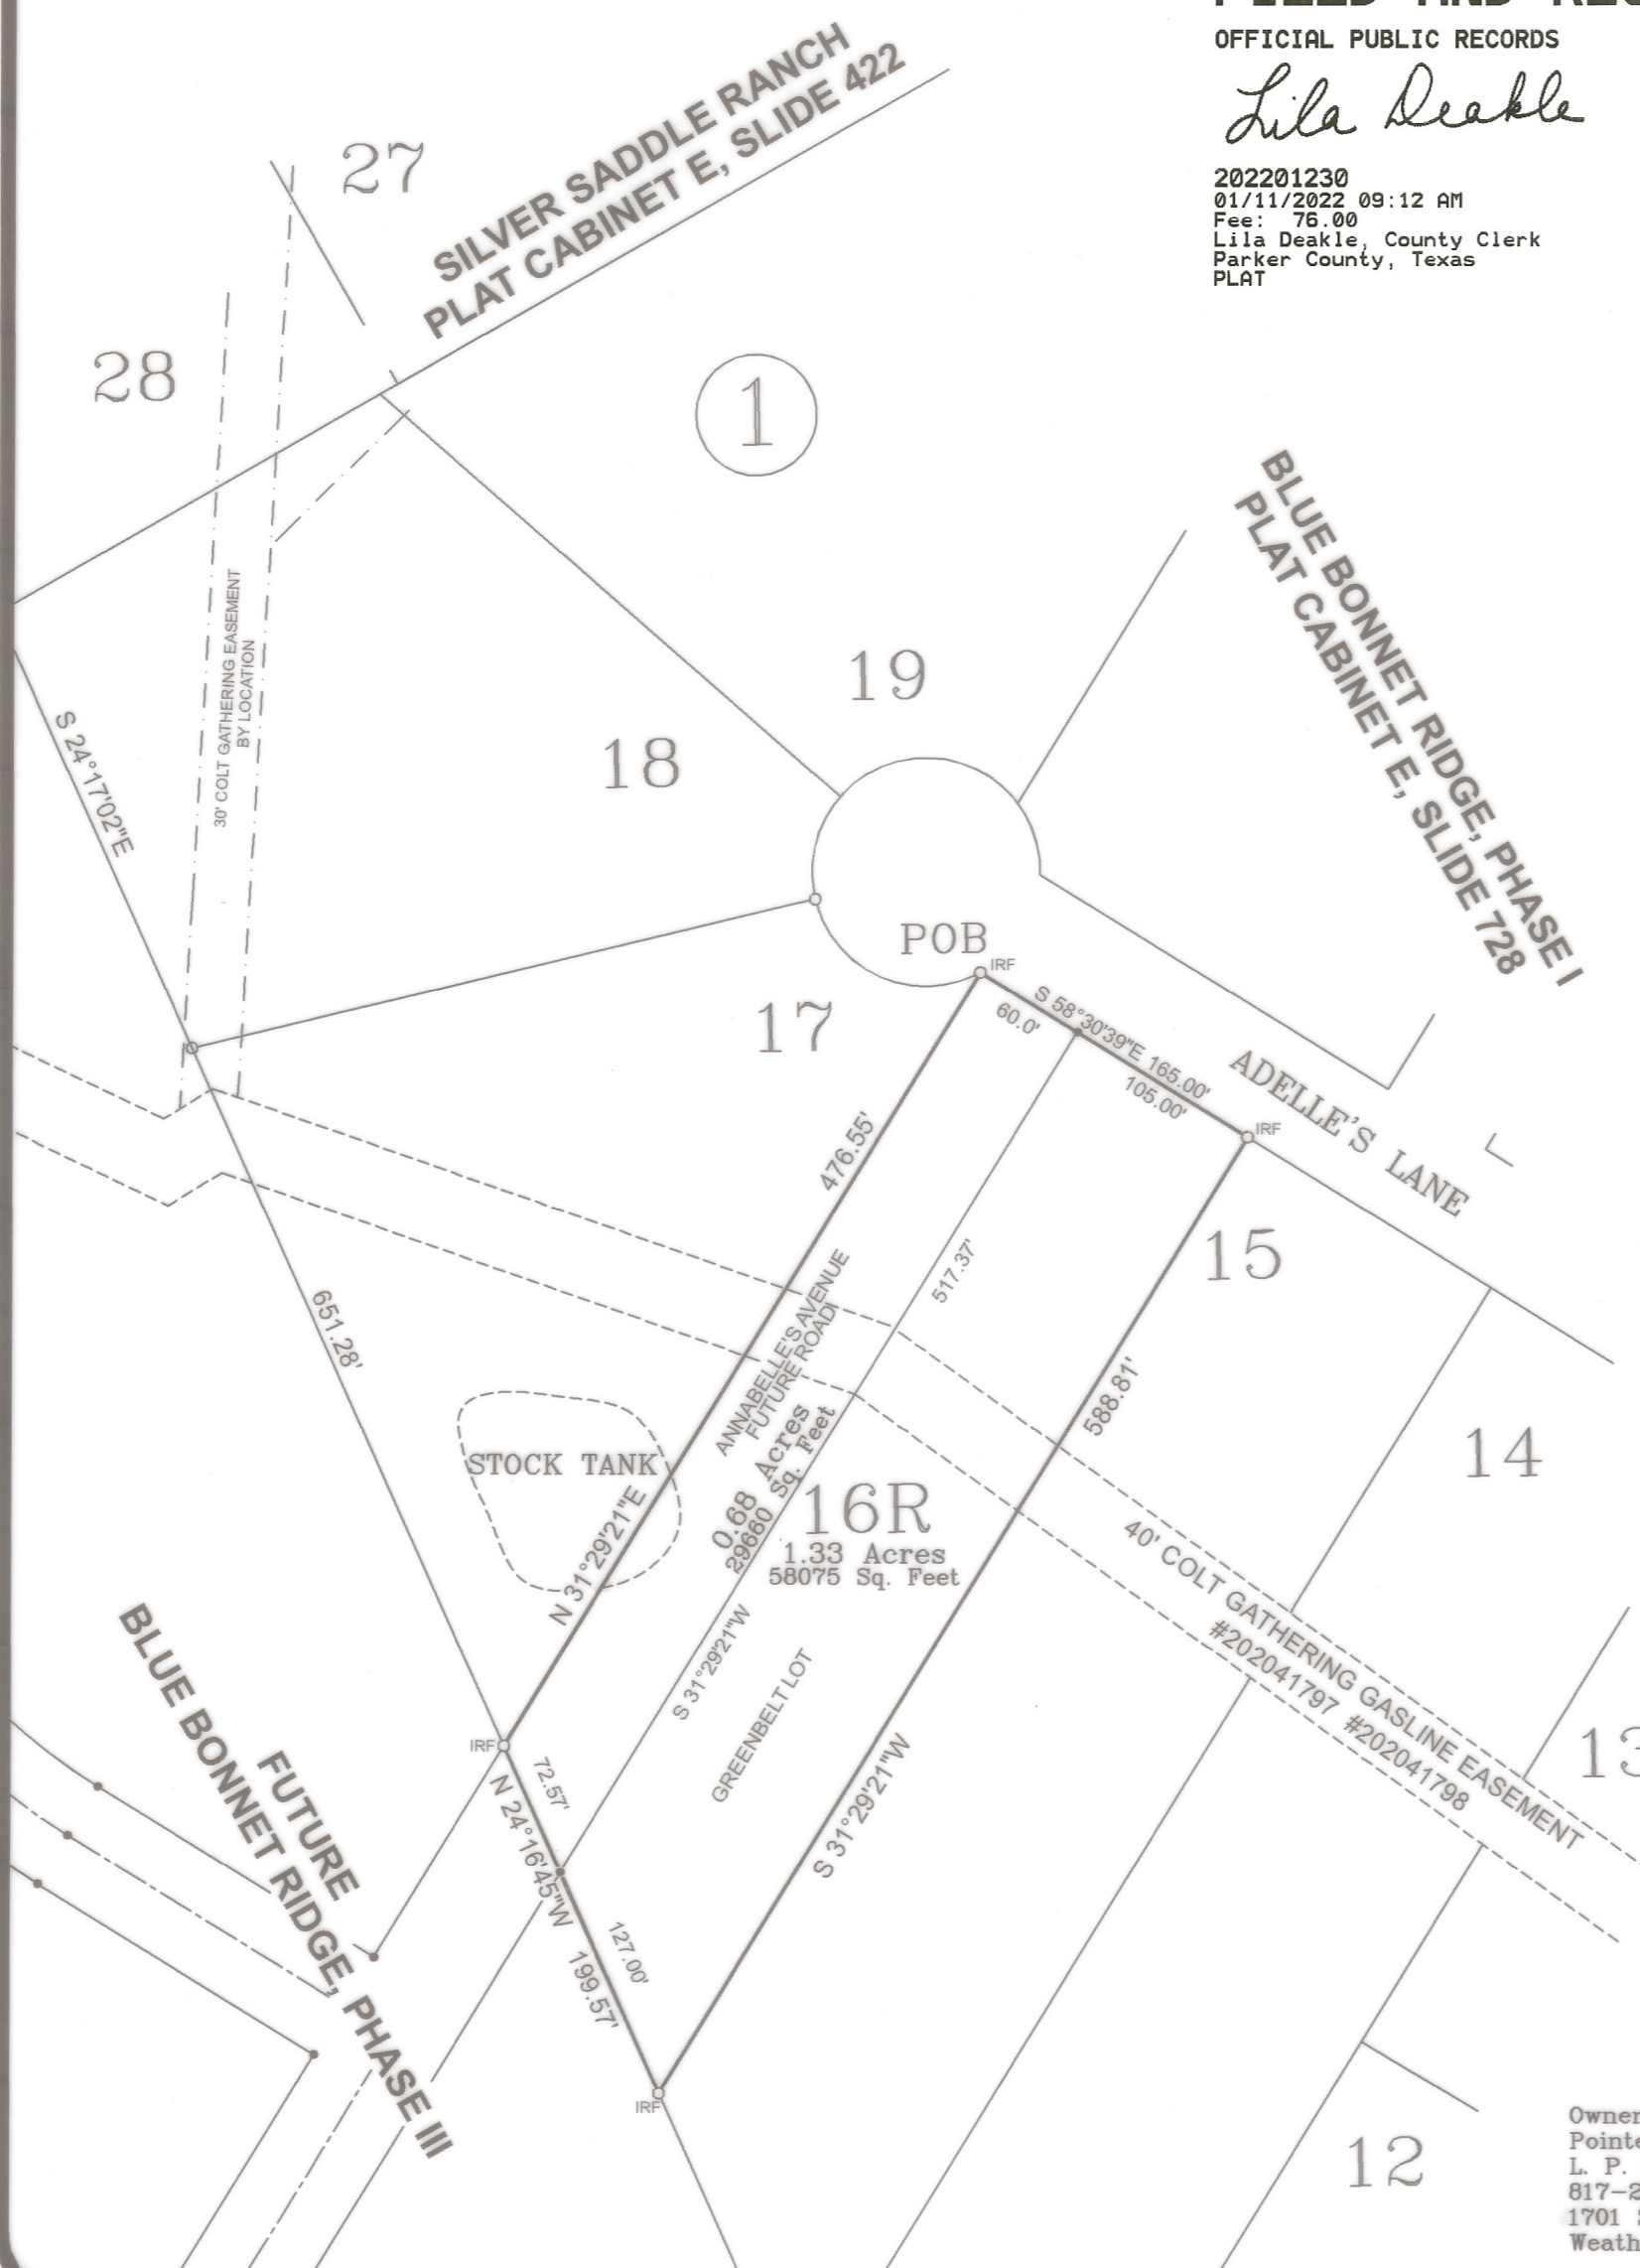 OFFICIAL PUBLIC RECORDS
Lila Deakle
202201230
01/11/2022 09:12 AM
Fee: 76.00
Lila Deakle, County Clerk
Parker County, Texas
PLAT
SILVER SADDLE RANCH
PLAT CABINET E, SLIDE 422
27
28
1
BLUE BONNET RIDGE, PHASE I
PLAT CABINET E, SLIDE 728
30' COLT GATHERING EASEMENT
BY LOCATION
S 24°17'02"E
19
18
POB
IRF
17
S 58°30'39"E 165.00'
60.0'
105.00'
ADELLE'S LANE
IRF
476.55'
15
517.37'
651.28'
ANNABELLE'S AVENUE
FUTURE ROAD
588.81'
STOCK TANK
0.68 Acres
29660 Sq. Feet
16R
1.33 Acres
58075 Sq. Feet
14
N 31°29'21"E
40' COLT GATHERING GASLINE EASEMENT
#202041797 #202041798
S 31°29'21"W
GREENBELT LOT
S 31°29'21"W
13
IRF
72.57'
N 24°16'45"W 199.57'
127.00'
FUTURE
BLUE BONNET RIDGE, PHASE III
IRF
12
Owner
L. P.
1701